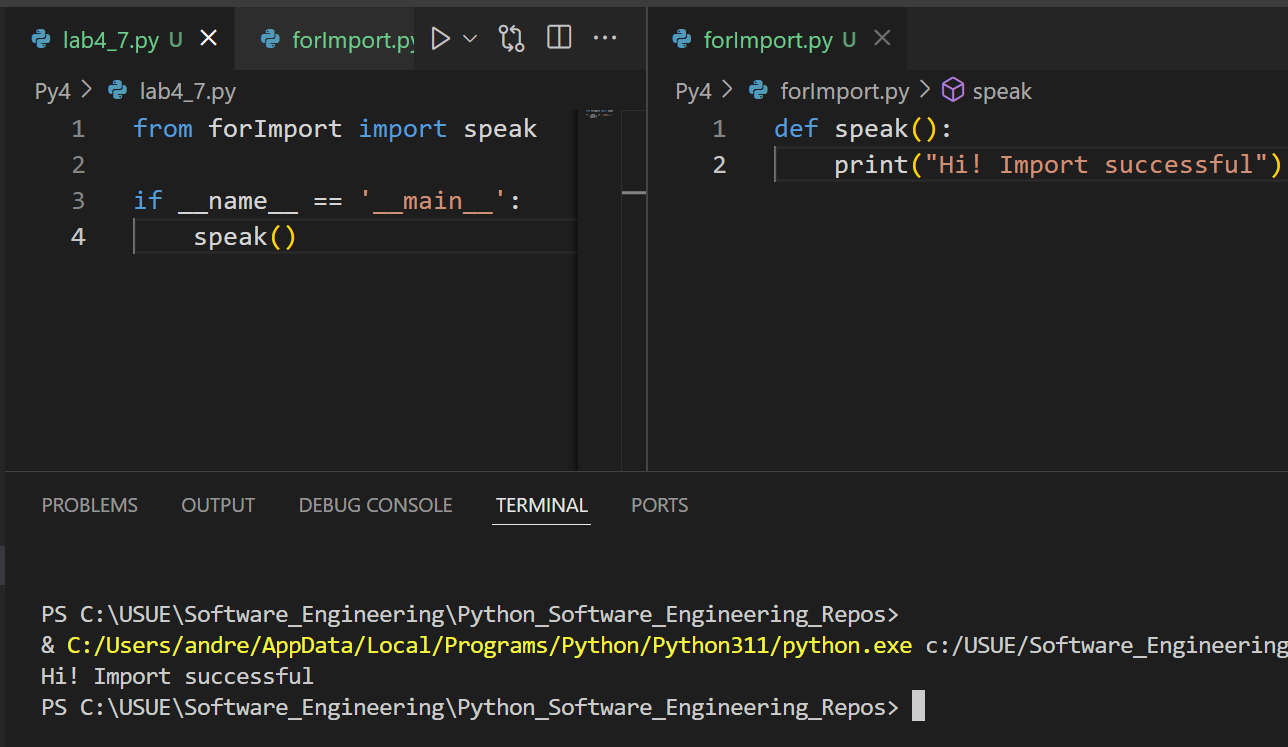 lab4_7.py U
forImport.py
forImport.py U
Py4 > lab4_7.py
1 from forImport import speak
2
3 if __name__ == '__main__':
4 speak()
Py4 > forImport.py > speak
1 def speak():
2 print("Hi! Import successful")
PROBLEMS OUTPUT DEBUG CONSOLE TERMINAL PORTS
PS C:\USUE\Software_Engineering\Python_Software_Engineering_Repos>
& C:/Users/andre/AppData/Local/Programs/Python/Python311/python.exe c:/USUE/Software_Engineering
Hi! Import successful
PS C:\USUE\Software_Engineering\Python_Software_Engineering_Repos>